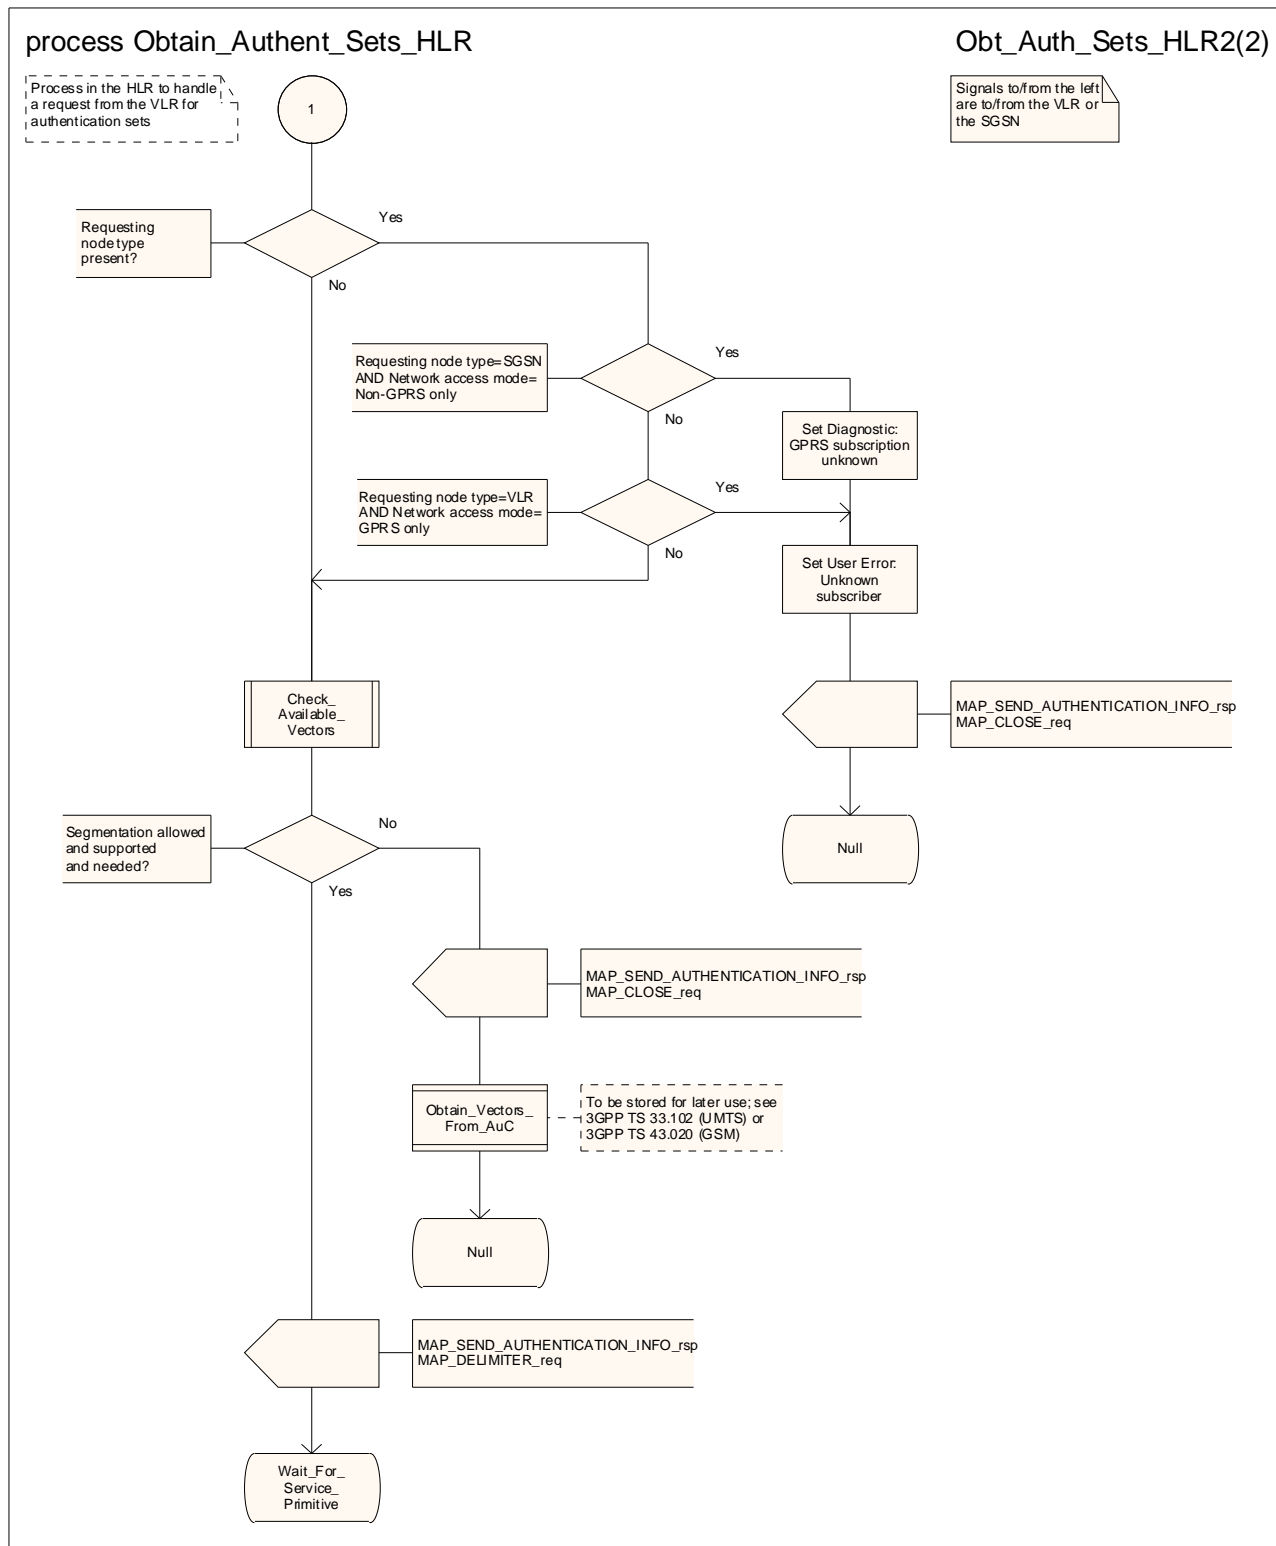 process Obtain_Authent_Sets_HLR
Obt_Auth_Sets_HLR2(2)
Process in the HLR to handle
a request from the VLR for
authentication sets
1
Signals to/from the left
are to/from the VLR or
the SGSN
Requesting
node type
present?
Yes
No
Requesting node type=SGSN
AND Network access mode=
Non-GPRS only
Yes
No
Set Diagnostic:
GPRS subscription
unknown
Requesting node type=VLR
AND Network access mode=
GPRS only
Yes
No
Set User Error:
Unknown
subscriber
Check_
Available_
Vectors
MAP_SEND_AUTHENTICATION_INFO_rsp
MAP_CLOSE_req
Segmentation allowed
and supported
and needed?
No
Yes
Null
MAP_SEND_AUTHENTICATION_INFO_rsp
MAP_CLOSE_req
Obtain_Vectors_
From_AuC
To be stored for later use; see
3GPP TS 33.102 (UMTS) or
3GPP TS 43.020 (GSM)
Null
MAP_SEND_AUTHENTICATION_INFO_rsp
MAP_DELIMITER_req
Wait_For_
Service_
Primitive